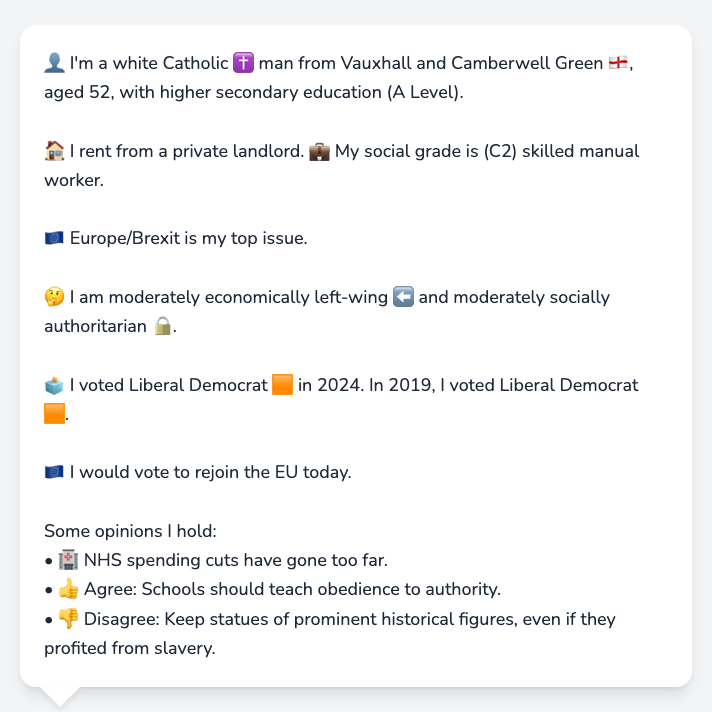 👤 I'm a white Catholic ✝️ man from Vauxhall and Camberwell Green 🏴󠁧󠁢󠁥󠁮󠁧󠁿,
aged 52, with higher secondary education (A Level).
🏠 I rent from a private landlord. 💼 My social grade is (C2) skilled manual
worker.
🇪🇺 Europe/Brexit is my top issue.
🤔 I am moderately economically left-wing ⬅️ and moderately socially
authoritarian 🔒.
🗳️ I voted Liberal Democrat 🟧 in 2024. In 2019, I voted Liberal Democrat
🟧.
🇪🇺 I would vote to rejoin the EU today.
Some opinions I hold:
• 🏥 NHS spending cuts have gone too far.
• 👍 Agree: Schools should teach obedience to authority.
• 👎 Disagree: Keep statues of prominent historical figures, even if they
profited from slavery.